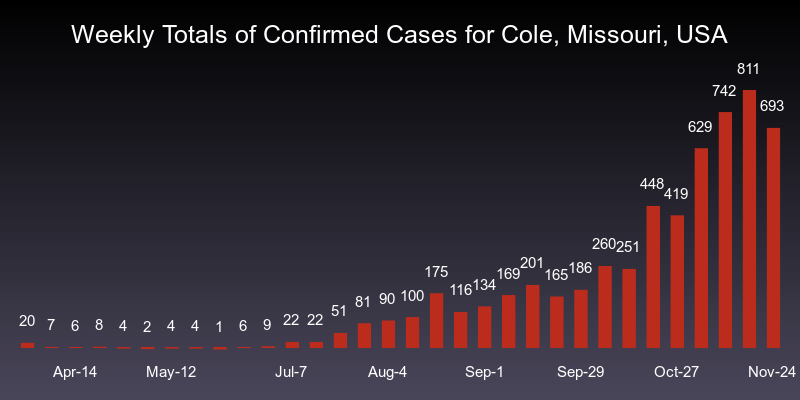 Weekly Totals of Confirmed Cases for Cole, Missouri, USA
20 7 6 8 4 2 4 4 1 6 9 22 22 51 81 90 100 175 116 134 169 201 165 186 260 251 448 419 629 742 811 693
Apr-14 May-12 Jul-7 Aug-4 Sep-1 Sep-29 Oct-27 Nov-24